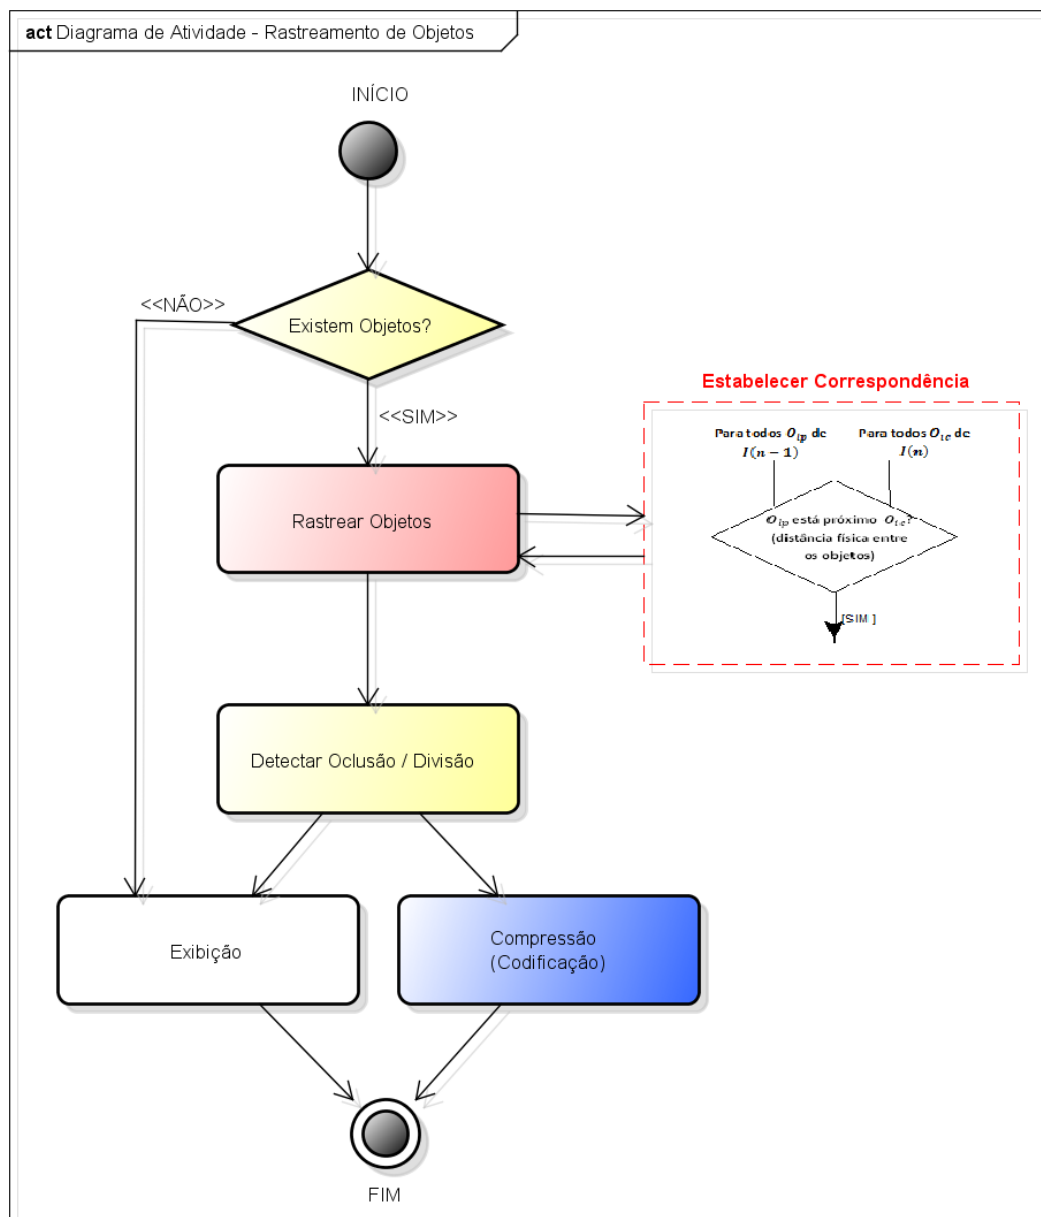 act Diagrama de Atividade - Rastreamento de Objetos
INÍCIO
<<NÃO>>
Existem Objetos?
<<SIM>>
Estabelecer Correspondência
Para todos O_ip de
I(n − 1)
Para todos O_ic de
I(n)
O_ip está próximo O_ic?
(distância física entre
os objetos)
[SIM]
Rastrear Objetos
Detectar Oclusão / Divisão
Exibição
Compressão
(Codificação)
FIM